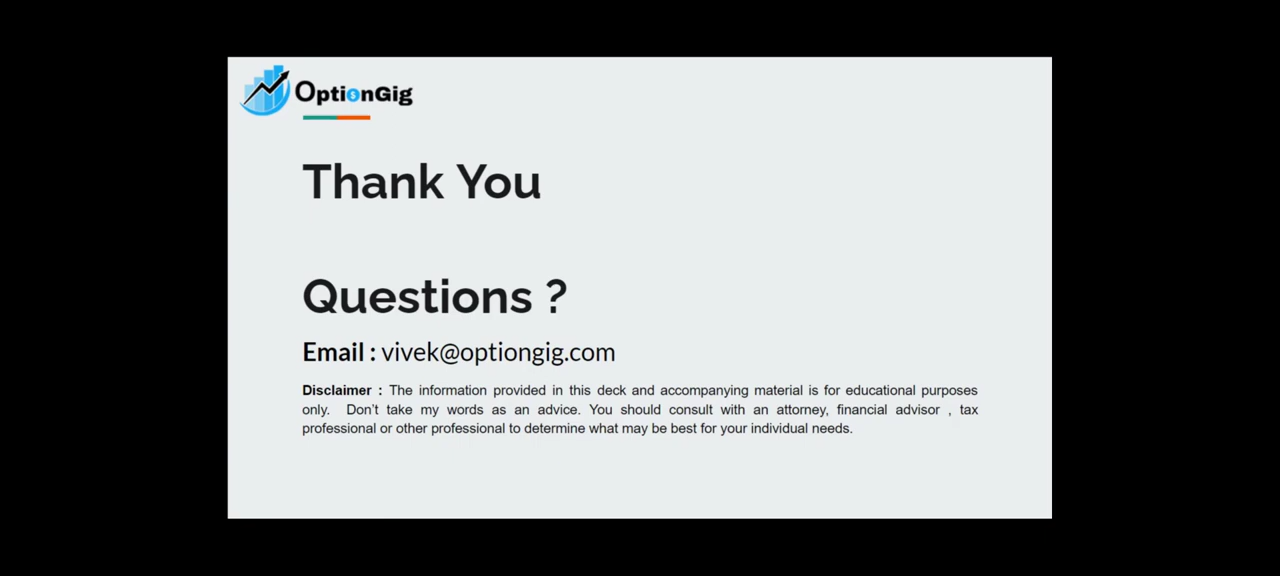 OptionGig
Thank You
Questions ?
Email : vivek@optiongig.com
Disclaimer : The information provided in this deck and accompanying material is for educational purposes
only. Don't take my words as an advice. You should consult with an attorney, financial advisor , tax
professional or other professional to determine what may be best for your individual needs.